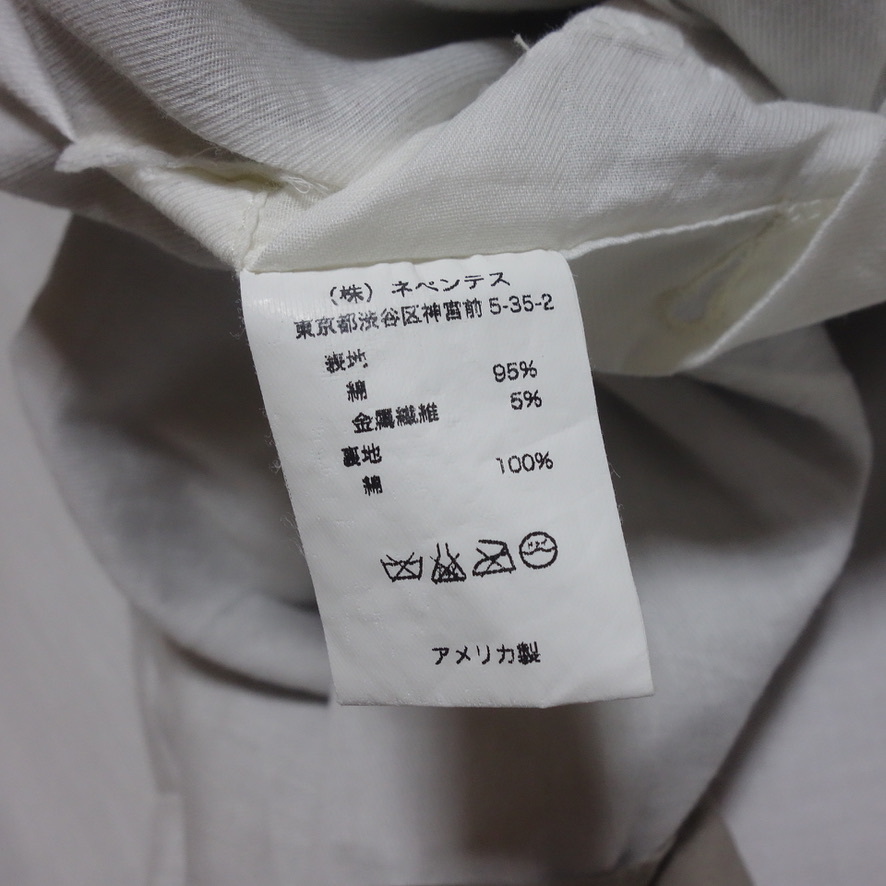 （株）ネペンテス
東京都渋谷区神宮前 5-35-2
表地
綿 95%
金属繊維 5%
裏地
綿 100%
アメリカ製